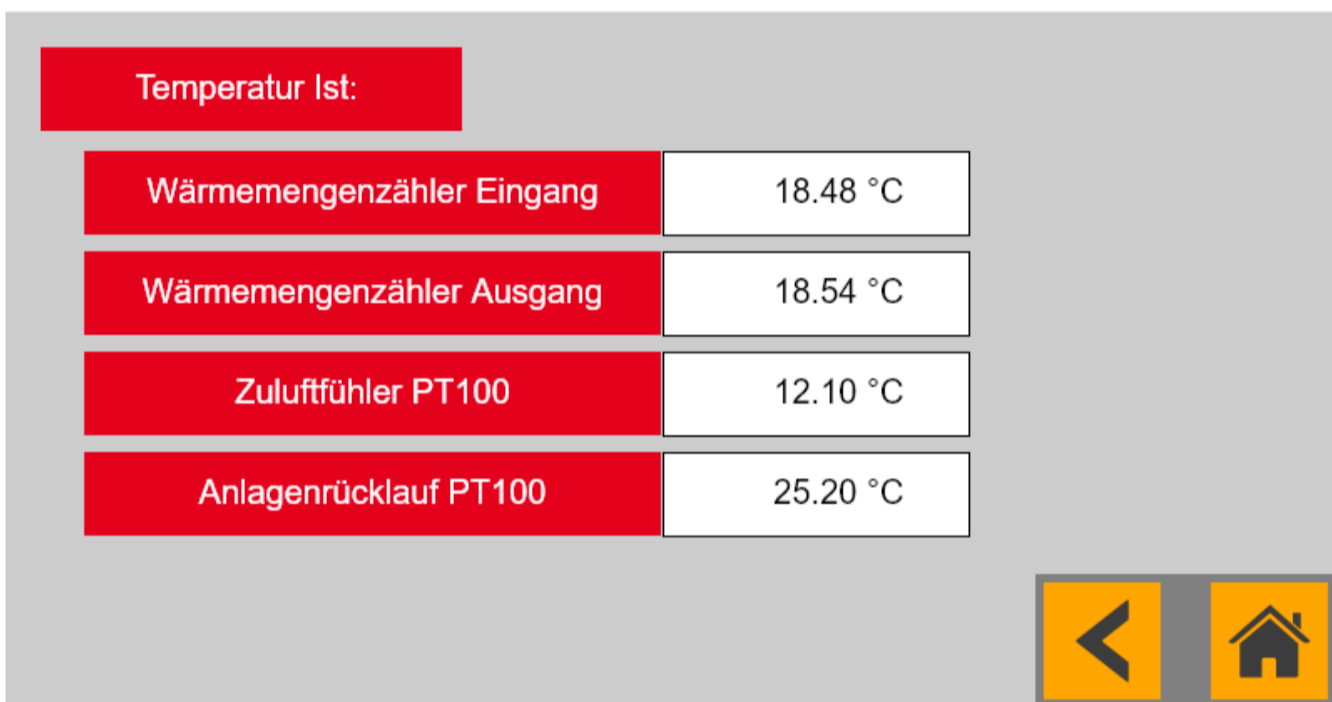 Temperatur Ist:
Wärmemengenzähler Eingang 18.48 °C
Wärmemengenzähler Ausgang 18.54 °C
Zuluftfühler PT100 12.10 °C
Anlagenrücklauf PT100 25.20 °C